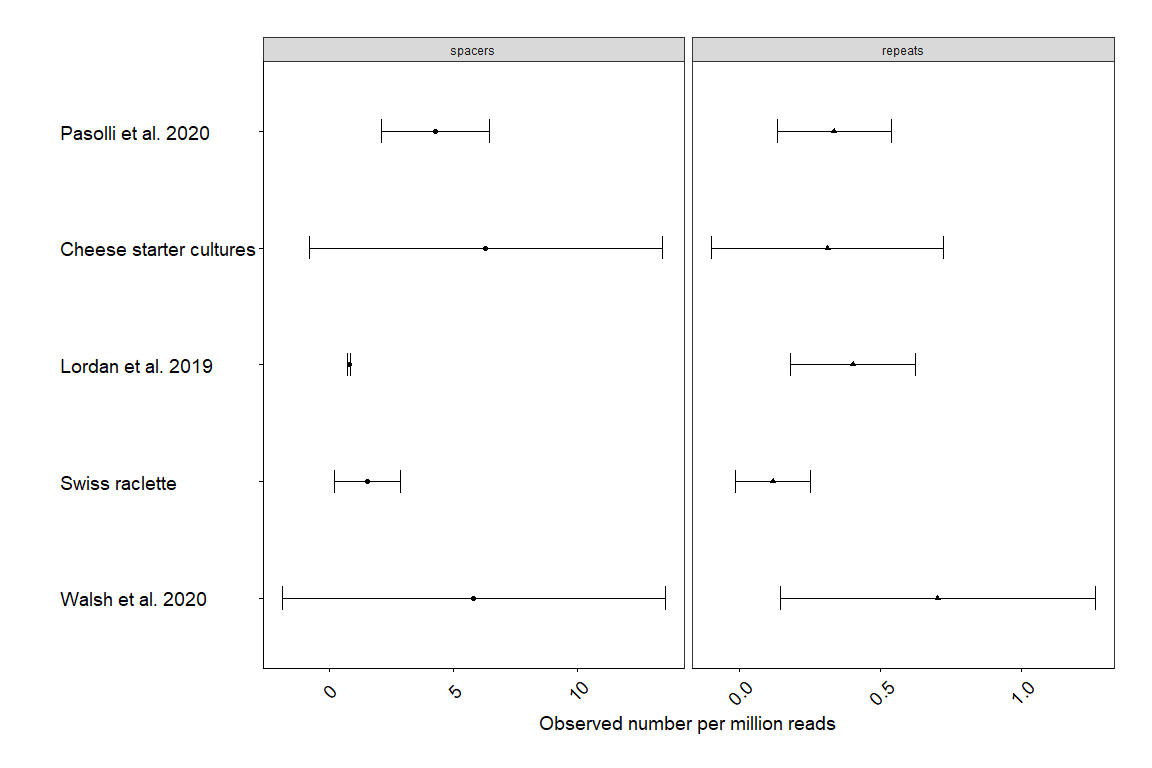 spacers
repeats
Pasolli et al. 2020
Cheese starter cultures
Lordan et al. 2019
Swiss raclette
Walsh et al. 2020
0 5 10
0.0 0.5 1.0
Observed number per million reads